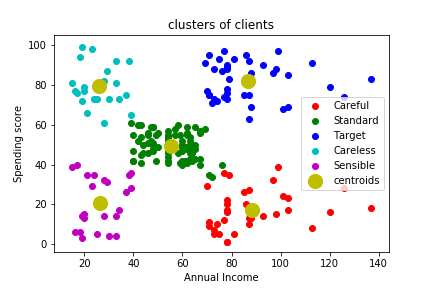 clusters of clients
100
80
60
40
20
0
Spending score
Careful
Standard
Target
Careless
Sensible
centroids
20 40 60 80 100 120 140
Annual Income